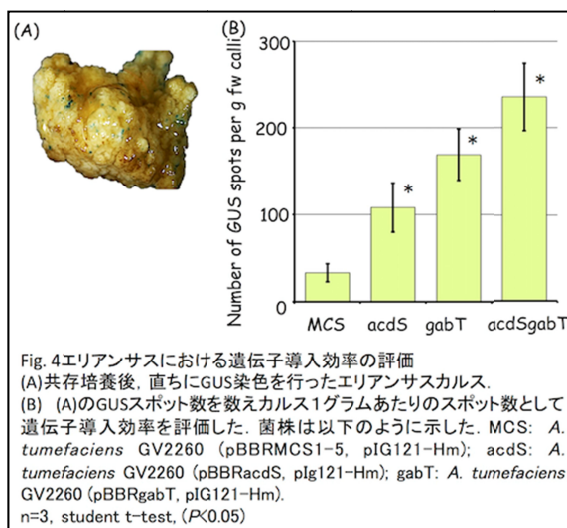 (A)
(B)
Number of GUS spots per g fw calli
300
200
100
0
*
*
*
MCS acdS gabT acdSgabT
Fig. 4エリアンサスにおける遺伝子導入効率の評価
(A)共存培養後, 直ちにGUS染色を行ったエリアンサスカルス.
(B) (A)のGUSスポット数を数えカルス1グラムあたりのスポット数として
遺伝子導入効率を評価した. 菌株は以下のように示した. MCS: A.
tumefaciens GV2260 (pBBRMCS1-5, pIG121-Hm); acdS: A.
tumefaciens GV2260 (pBBRacdS, pIg121-Hm); gabT: A. tumefaciens
GV2260 (pBBRgabT, pIG121-Hm).
n=3, student t-test, (P<0.05)